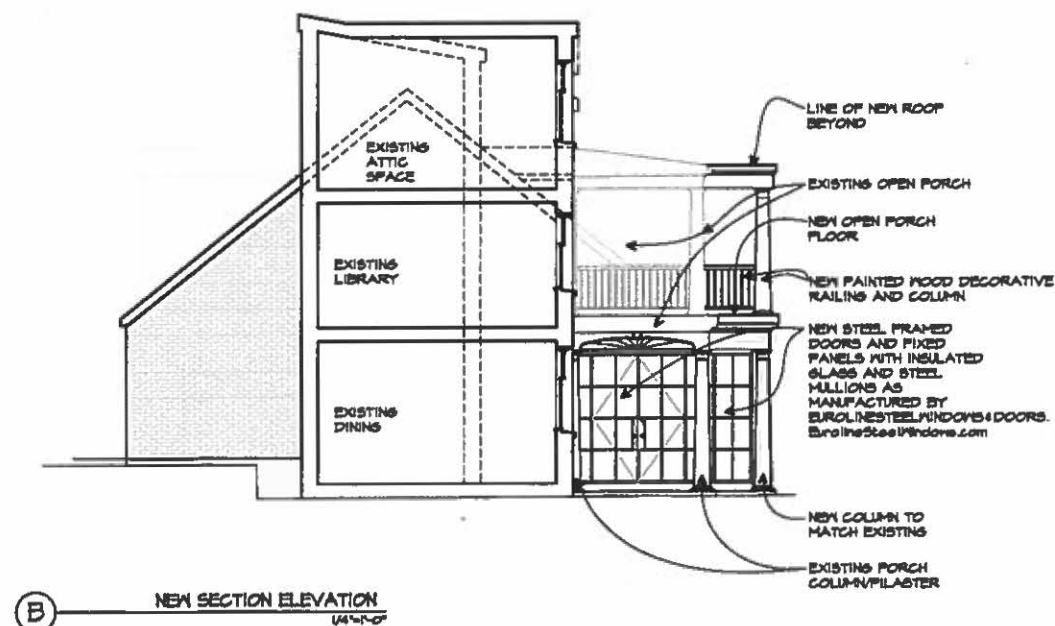 LINE OF NEW ROOF
BEYOND
EXISTING
ATTIC
SPACE
EXISTING OPEN PORCH
NEW OPEN PORCH
FLOOR
EXISTING
LIBRARY
NEW PAINTED WOOD DECORATIVE
RAILING AND COLUMN
NEW STEEL FRAMED
DOORS AND FIXED
PANELS WITH INSULATED
GLASS AND STEEL
MULLIONS AS
MANUFACTURED BY
EUROLINESTEELWINDOWS&DOORS.
EurolineSteelWindows.com
EXISTING
DINING
NEW COLUMN TO
MATCH EXISTING
EXISTING PORCH
COLUMN/PILASTER
B
NEW SECTION ELEVATION
1/4"=1'-0"